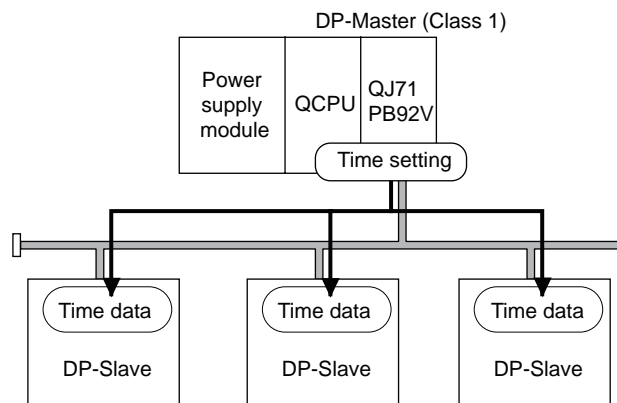 DP-Master (Class 1)
Power
supply
module
QCPU
QJ71
PB92V
Time setting
Time data
Time data
Time data
DP-Slave
DP-Slave
DP-Slave